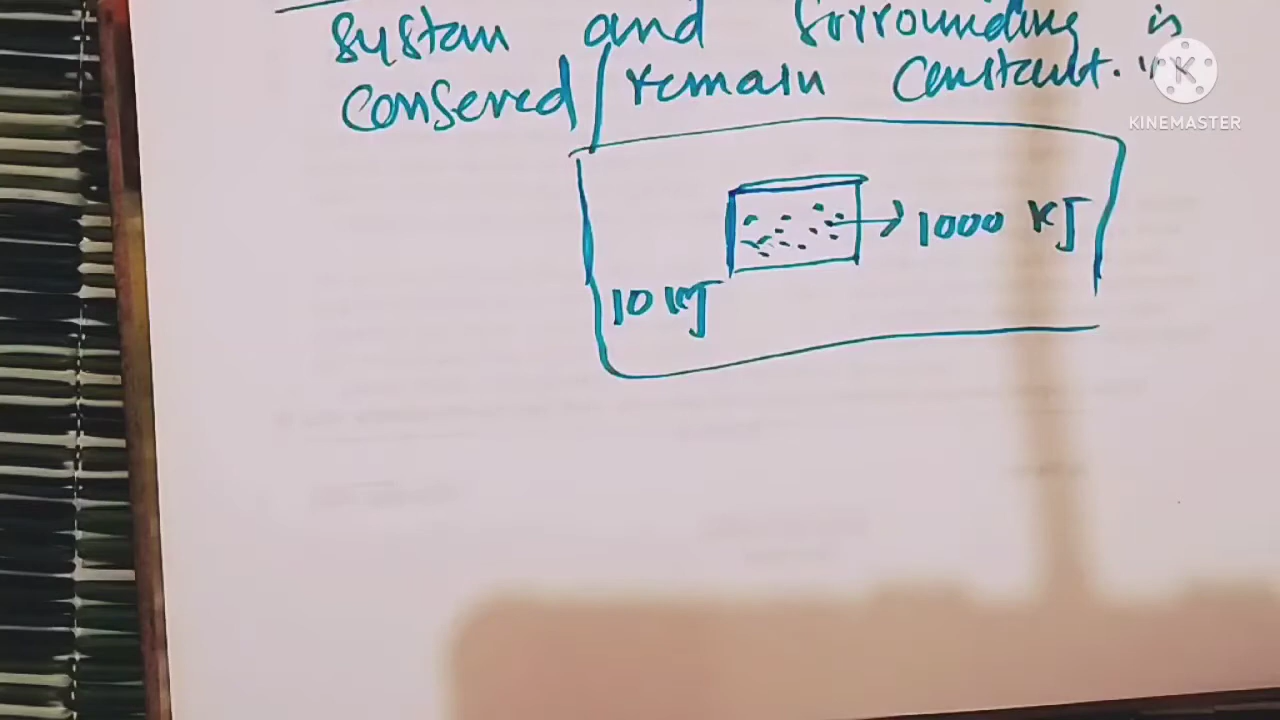 system and surrounding is
conserved/remain constant."
K
KINEMASTER
1000 KJ
10 KJ